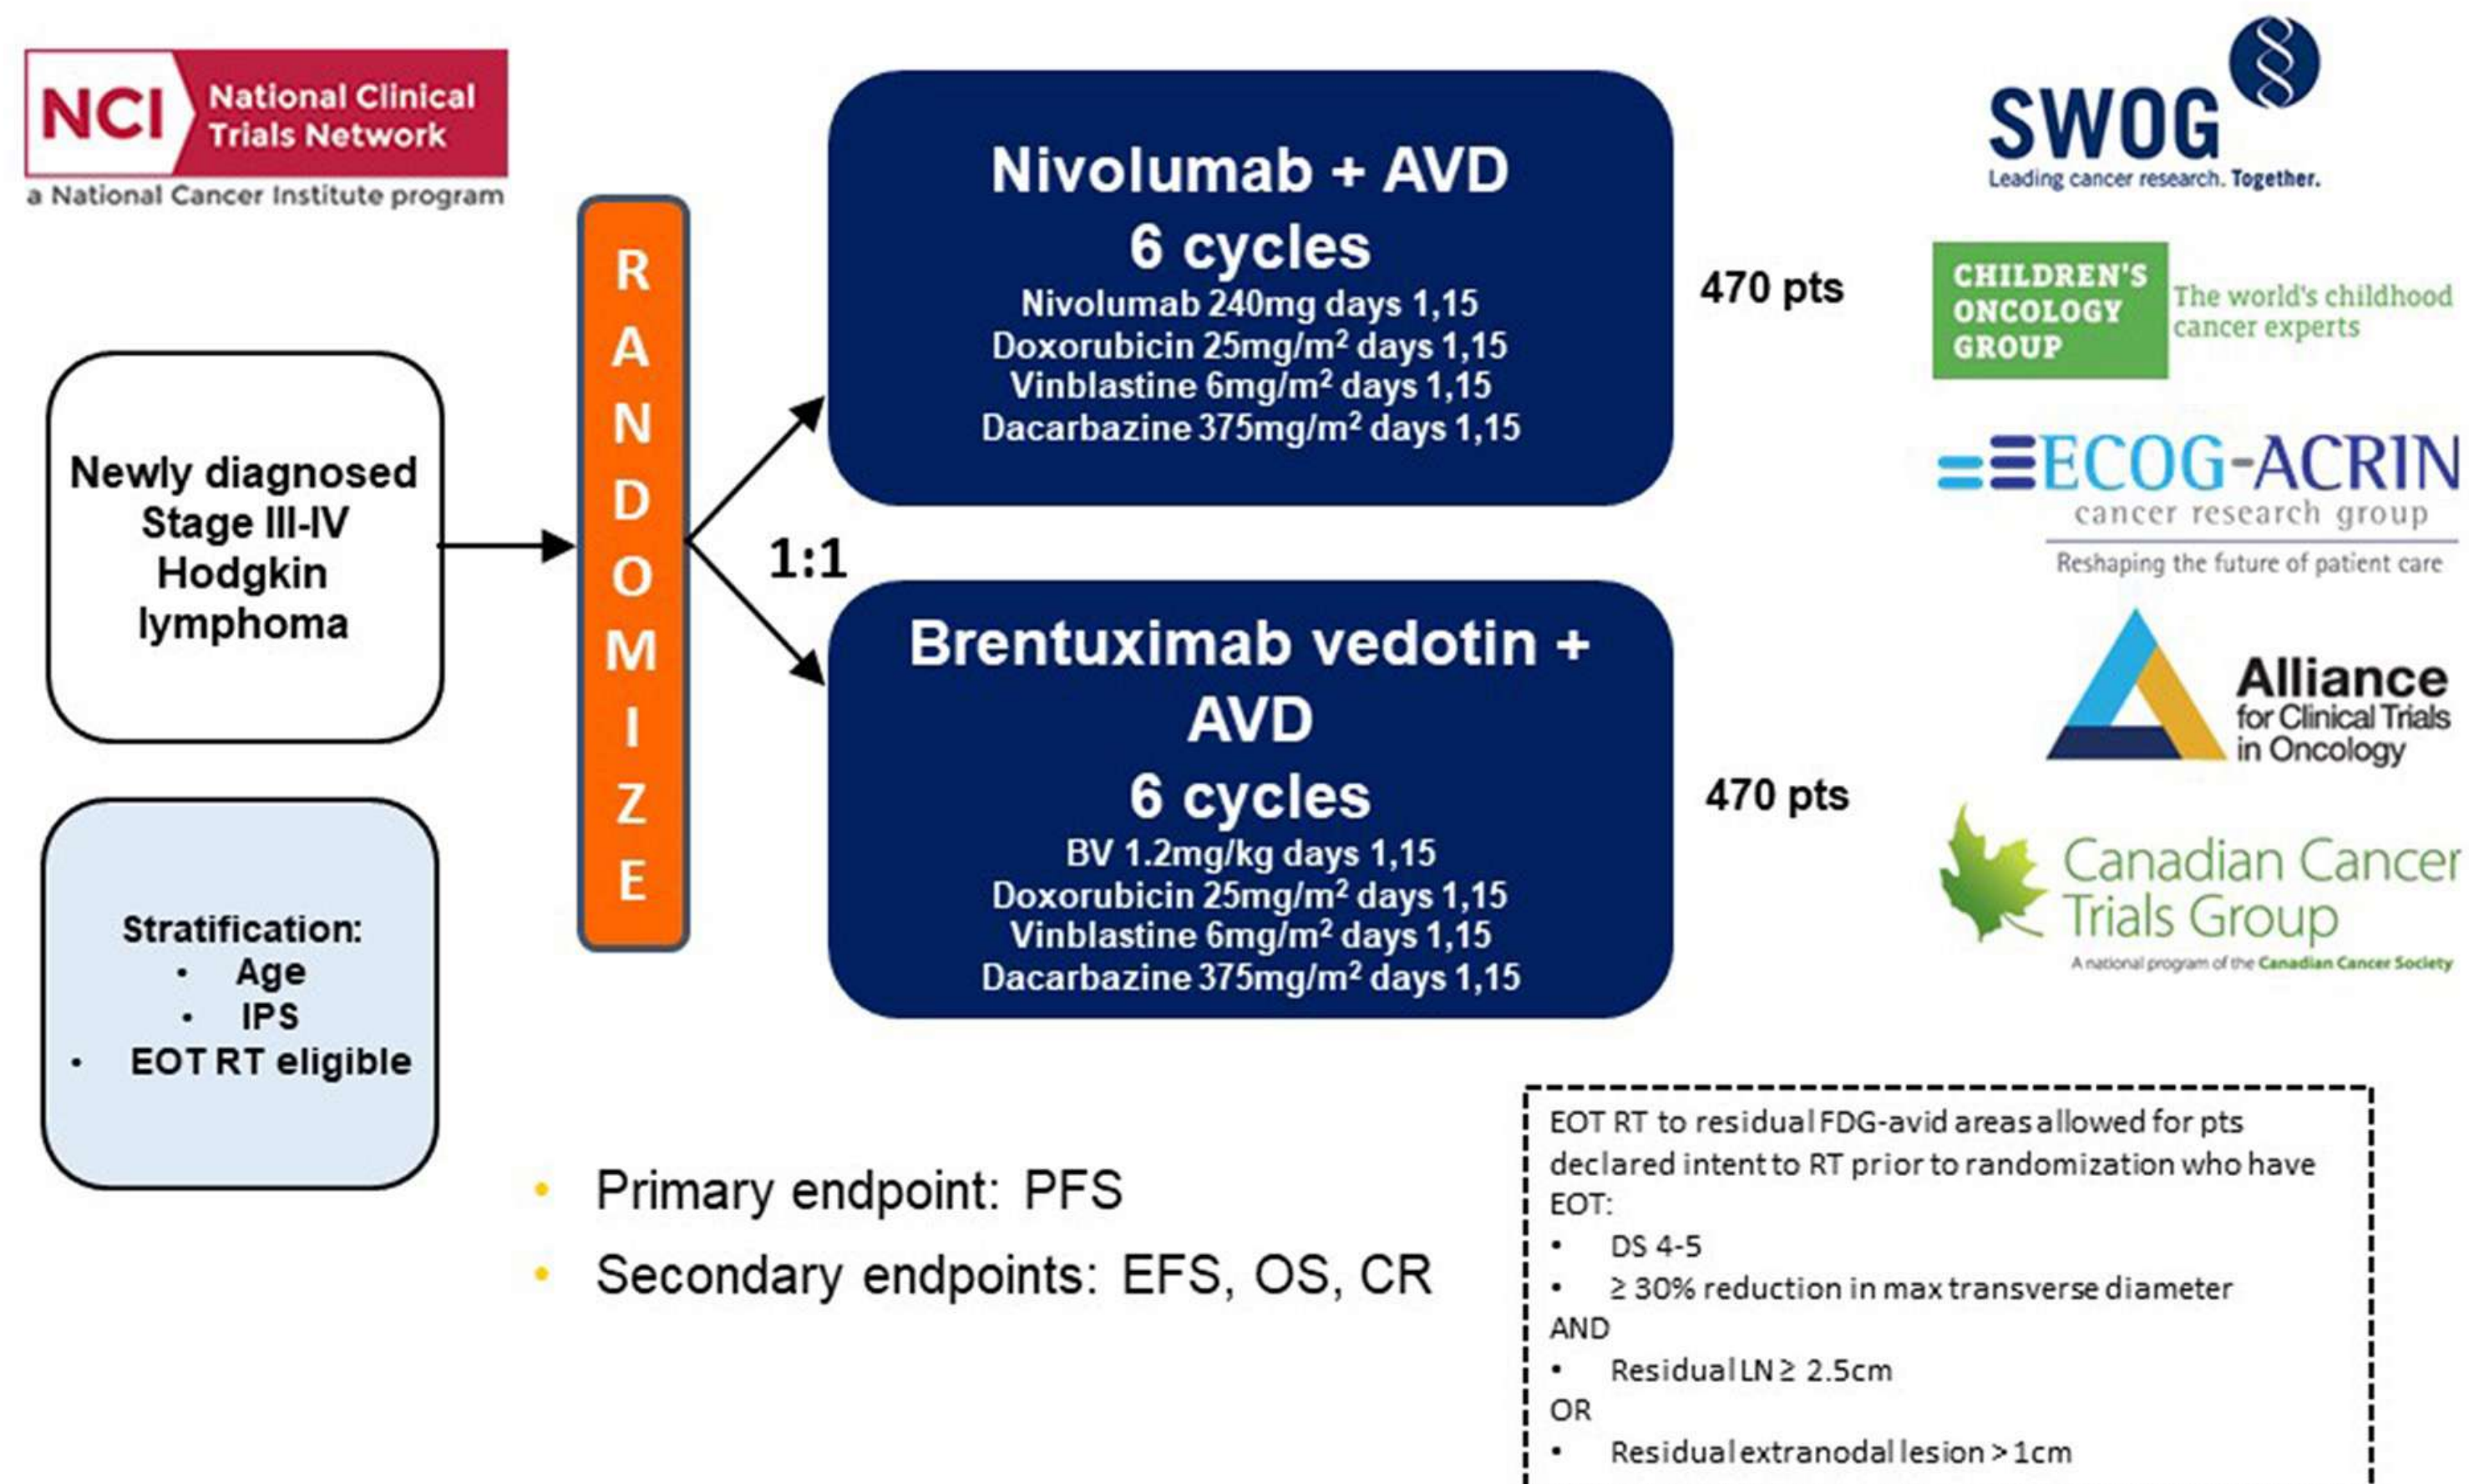 NCI
National Clinical
Trials Network
a National Cancer Institute program
Newly diagnosed
Stage III-IV
Hodgkin
lymphoma
Stratification:
• Age
• IPS
• EOT RT eligible
R
A
N
D
O
M
I
Z
E
1:1
Nivolumab + AVD
6 cycles
Nivolumab 240mg days 1,15
Doxorubicin 25mg/m² days 1,15
Vinblastine 6mg/m² days 1,15
Dacarbazine 375mg/m² days 1,15
470 pts
Brentuximab vedotin +
AVD
6 cycles
BV 1.2mg/kg days 1,15
Doxorubicin 25mg/m² days 1,15
Vinblastine 6mg/m² days 1,15
Dacarbazine 375mg/m² days 1,15
470 pts
SWOG
Leading cancer research. Together.
CHILDREN'S
ONCOLOGY
GROUP
The world's childhood
cancer experts
ECOG-ACRIN
cancer research group
Reshaping the future of patient care
Alliance
for Clinical Trials
in Oncology
Canadian Cancer
Trials Group
A national program of the Canadian Cancer Society
• Primary endpoint: PFS
• Secondary endpoints: EFS, OS, CR
EOT RT to residual FDG-avid areas allowed for pts
declared intent to RT prior to randomization who have
EOT:
• DS 4-5
• ≥ 30% reduction in max transverse diameter
AND
• Residual LN ≥ 2.5cm
OR
• Residual extranodal lesion > 1cm